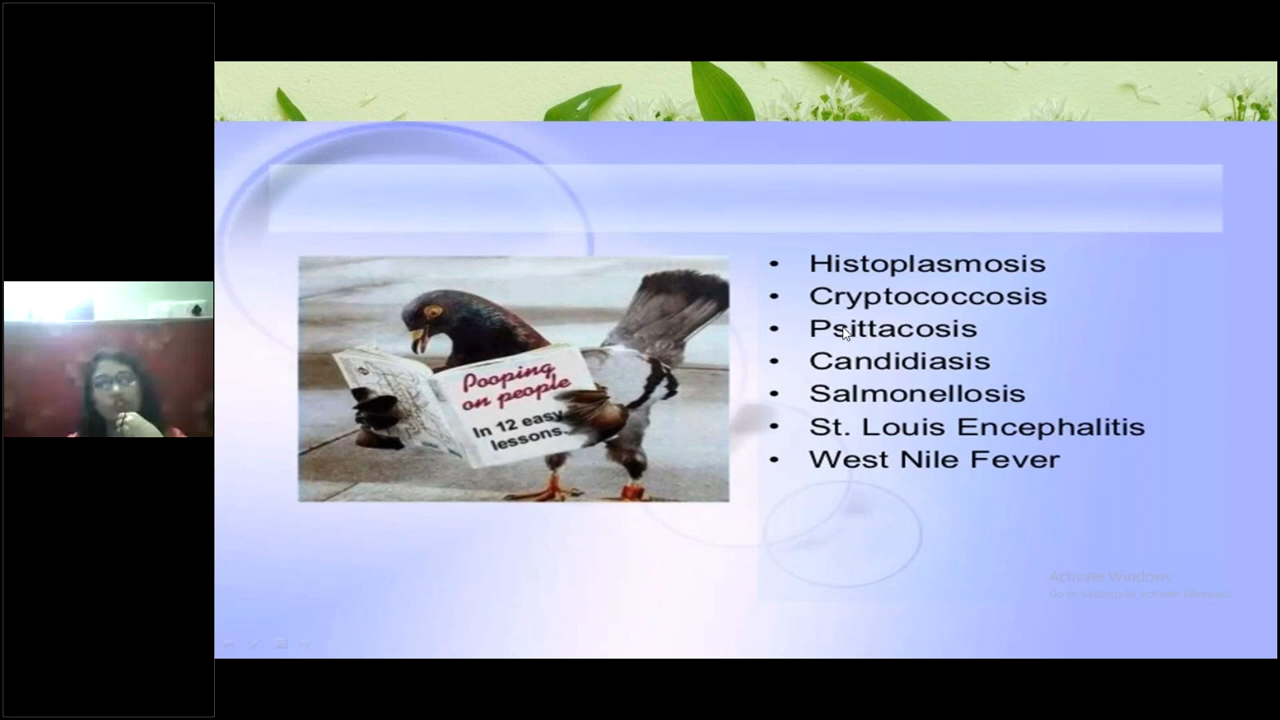 Pooping
on people
In 12 easy
lessons.
• Histoplasmosis
• Cryptococcosis
• Psittacosis
• Candidiasis
• Salmonellosis
• St. Louis Encephalitis
• West Nile Fever
Activate Windows
Go to Settings to activate Windows.